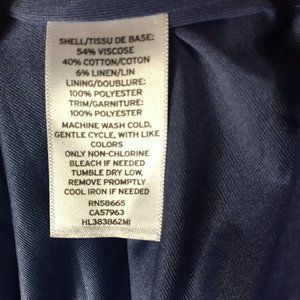 SHELL/TISSU DE BASE:
54% VISCOSE
40% COTTON/COTON
6% LINEN/LIN
LINING/DOUBLURE:
100% POLYESTER
TRIM/GARNITURE:
100% POLYESTER
MACHINE WASH COLD,
GENTLE CYCLE, WITH LIKE
COLORS
ONLY NON-CHLORINE
BLEACH IF NEEDED
TUMBLE DRY LOW,
REMOVE PROMPTLY
COOL IRON IF NEEDED
RN58665
CA57963
HL383862MI